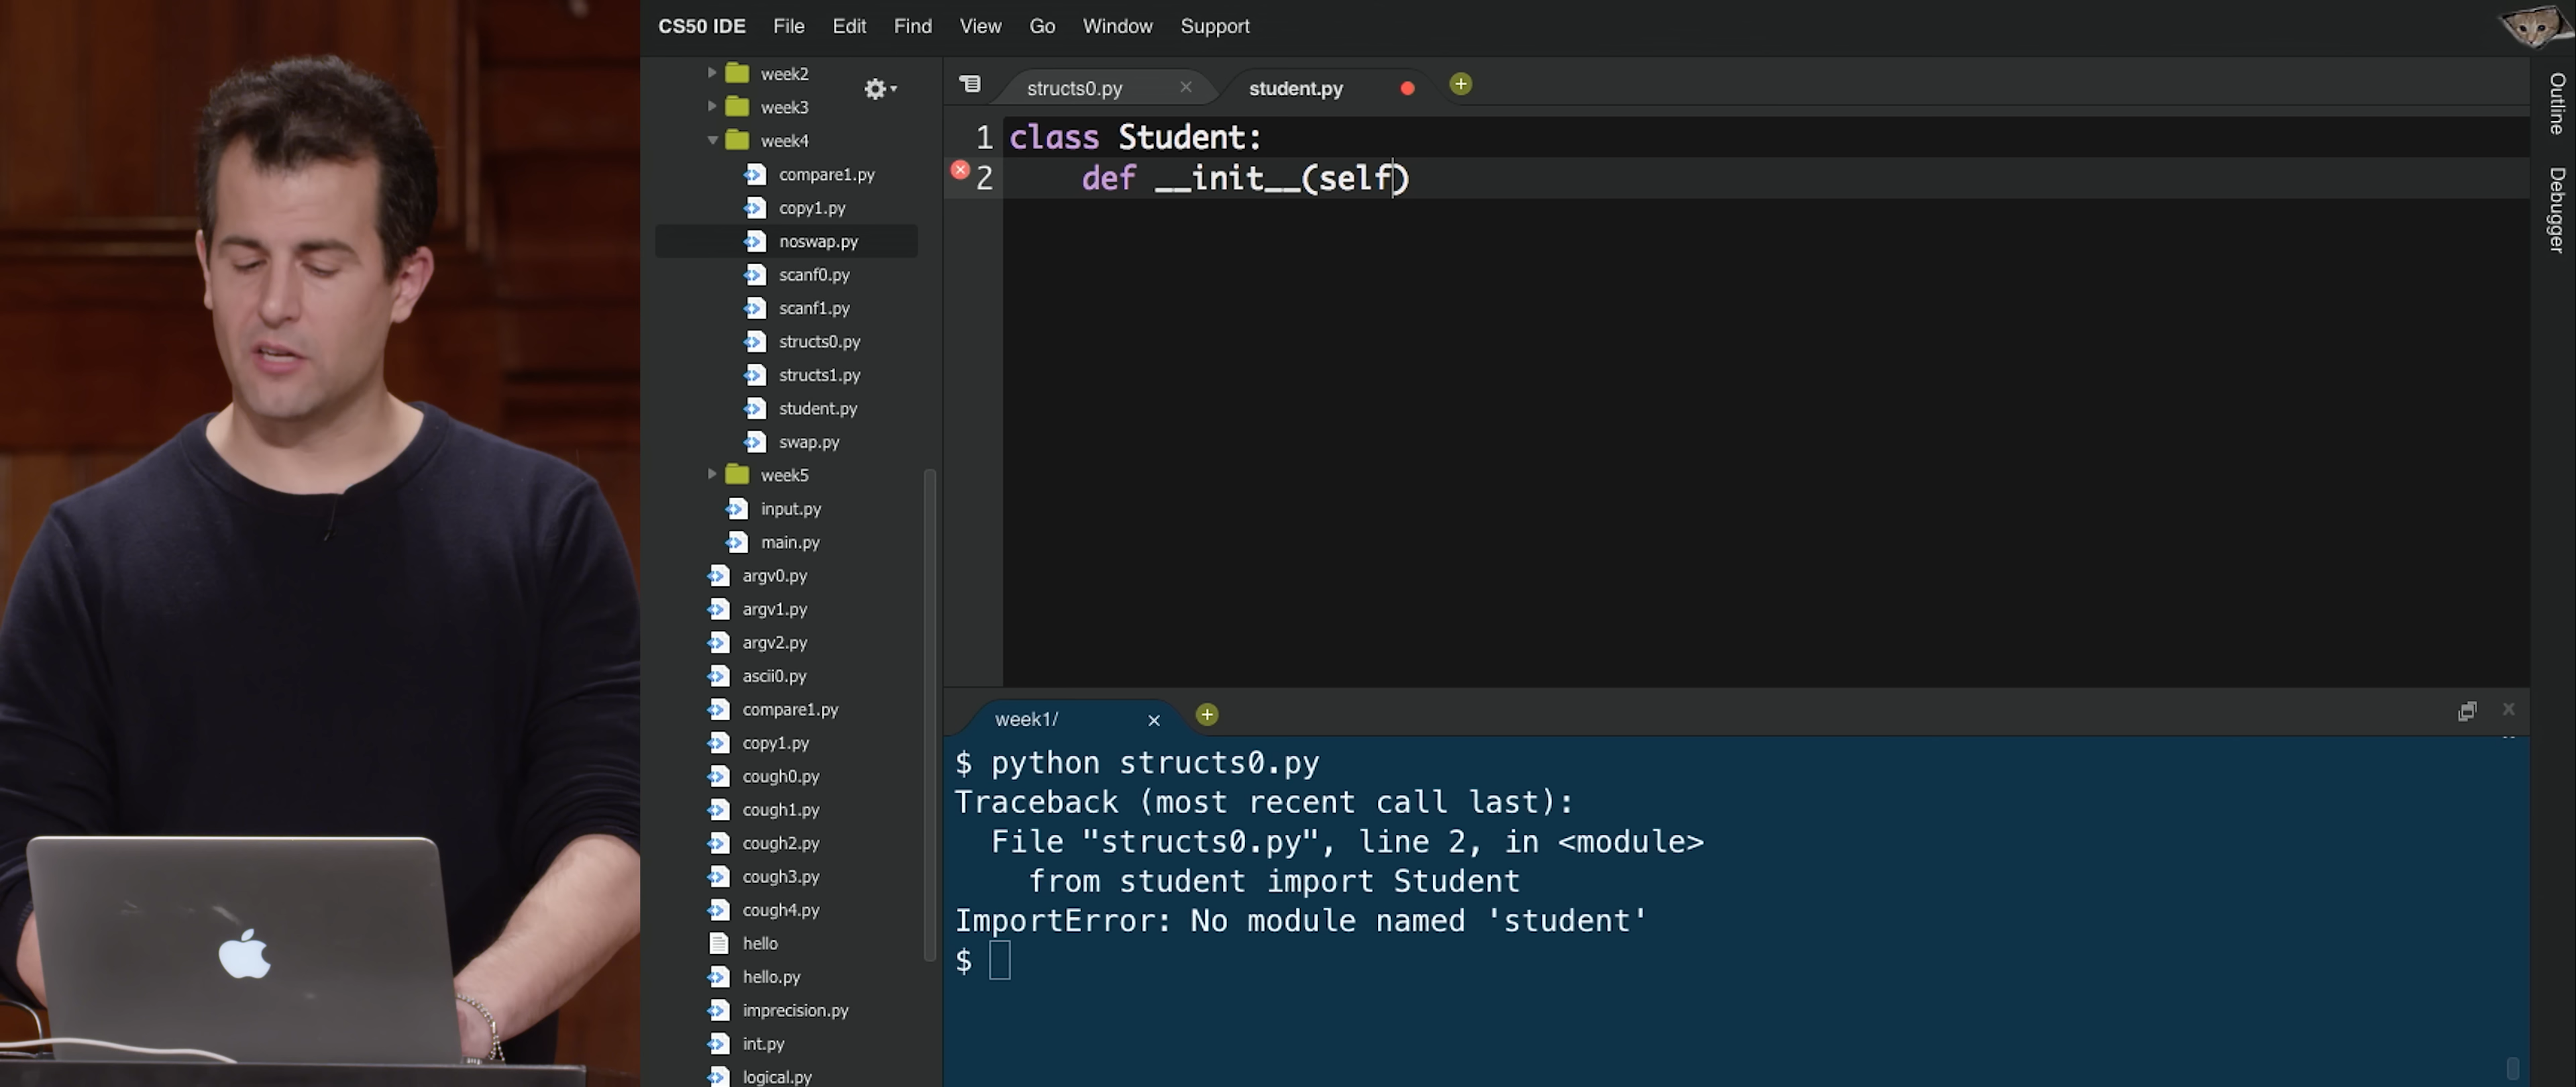 CS50 IDE File Edit Find View Go Window Support
week2
week3
week4
compare1.py
copy1.py
noswap.py
scanf0.py
scanf1.py
structs0.py
structs1.py
student.py
swap.py
week5
input.py
main.py
argv0.py
argv1.py
argv2.py
ascii0.py
compare1.py
copy1.py
cough0.py
cough1.py
cough2.py
cough3.py
cough4.py
hello
hello.py
imprecision.py
int.py
logical.py
structs0.py student.py
1 class Student:
2 def __init__(self)
week1/
$ python structs0.py
Traceback (most recent call last):
File "structs0.py", line 2, in <module>
from student import Student
ImportError: No module named 'student'
$
Outline
Debugger